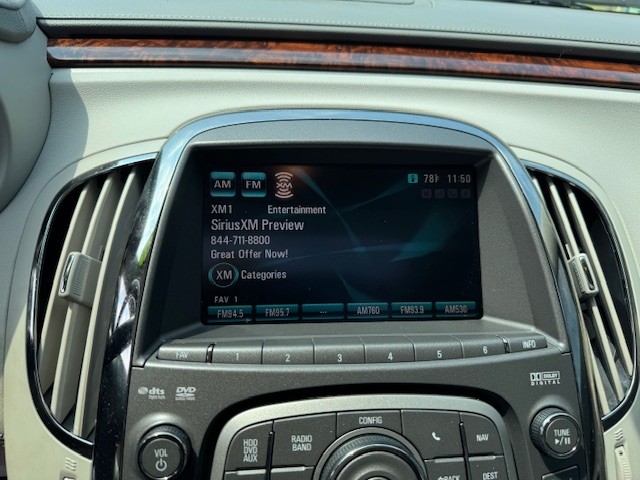 AM FM XM 78°F 11:50
XM1 Entertainment
SiriusXM Preview
844-711-8800
Great Offer Now!
XM Categories
FAV 1
FM94.5 FM95.7 --- AM760 FM93.9 AM530
FAV 1 2 3 4 5 6 INFO
dts DVD DOLBY
DIGITAL
VOL
HDD
DVD
AUX
RADIO
BAND
CONFIG
NAV
TUNE
BACK
DEST